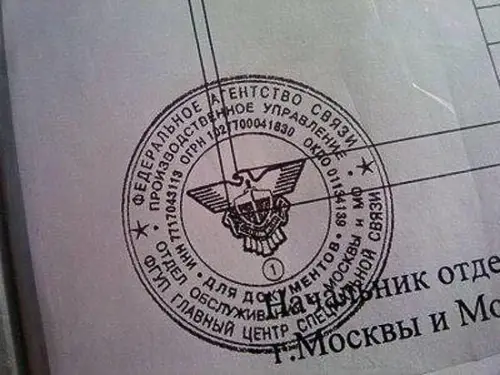 ★ ФЕДЕРАЛЬНОЕ АГЕНТСТВО СВЯЗИ ★
ФГУП ГЛАВНЫЙ ЦЕНТР СПЕЦИАЛЬНОЙ СВЯЗИ
• ПРОИЗВОДСТВЕННОЕ УПРАВЛЕНИЕ •
ОТДЕЛ ОБСЛУЖИВАНИЯ МОСКВЫ И МО
ИНН 7717043113 ОГРН 1027700041830 ОКПО 01134139
• ДЛЯ ДОКУМЕНТОВ •
1
Начальник отде
г.Москвы и Мо